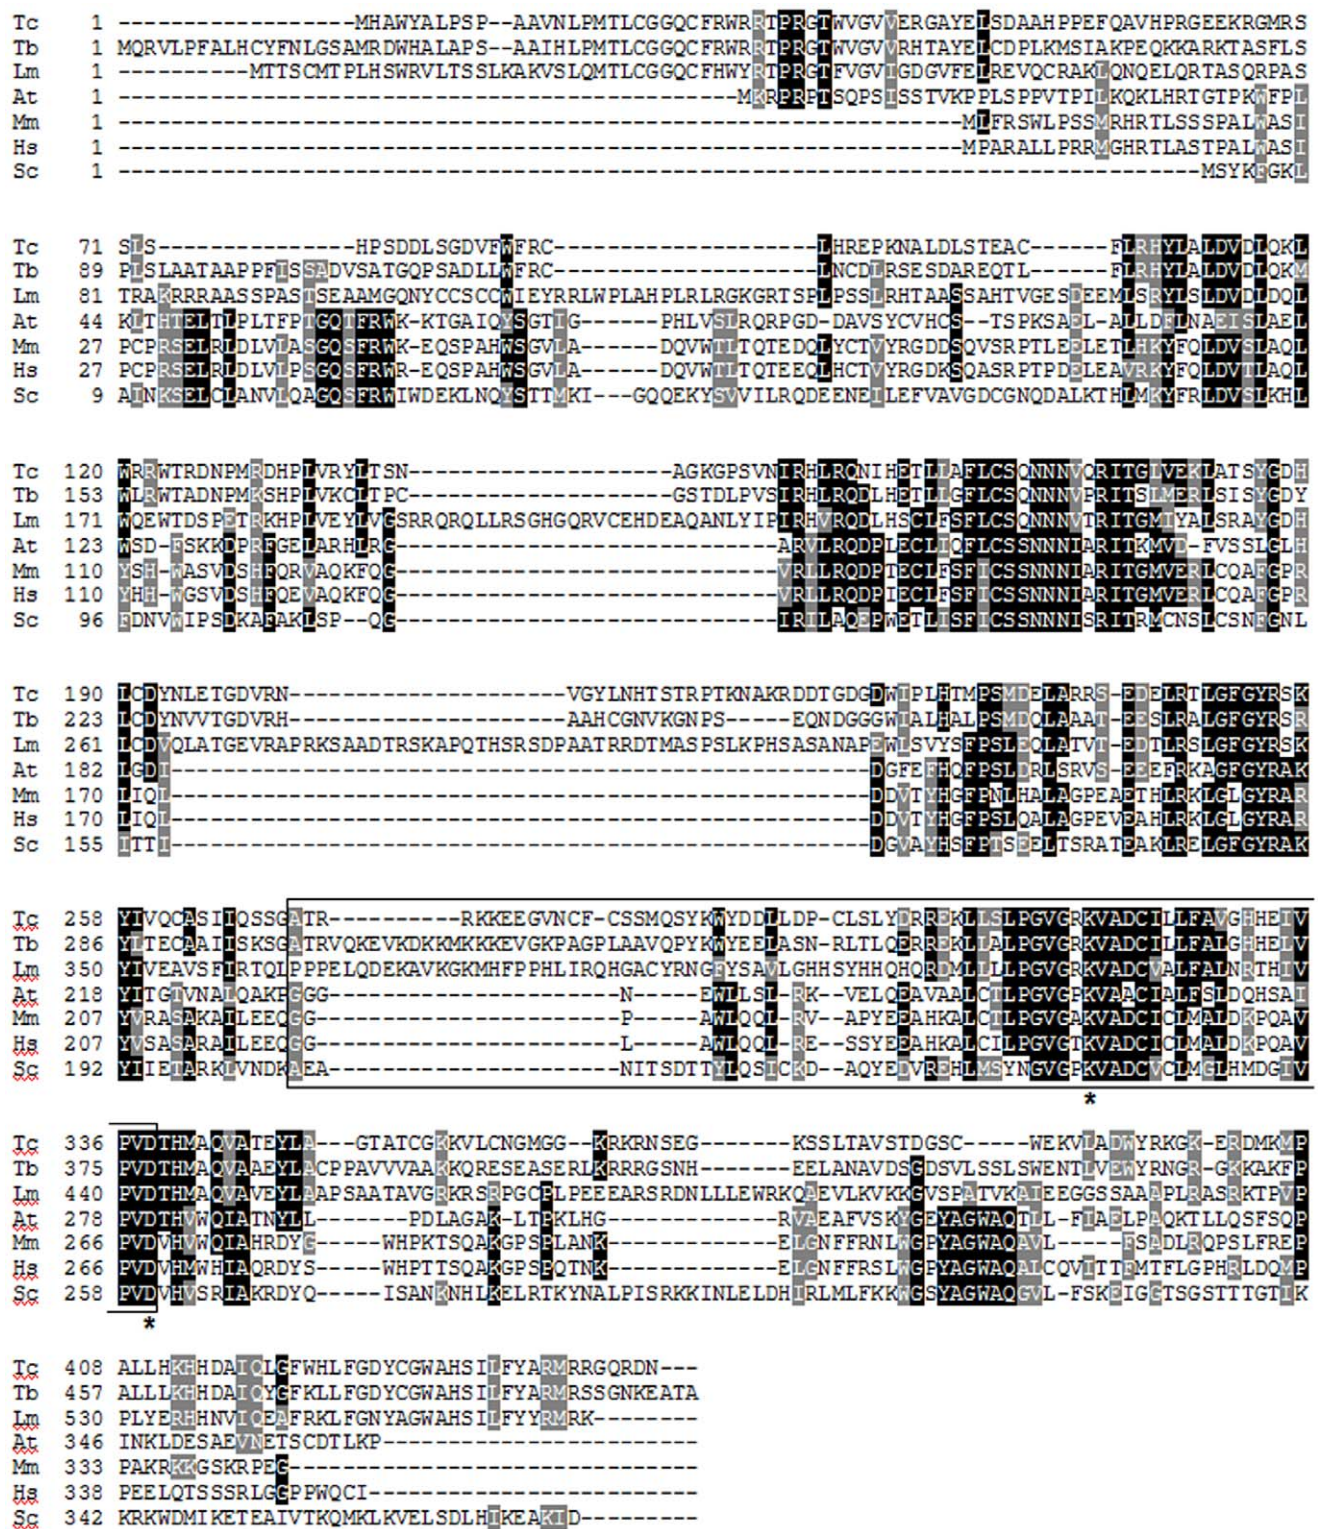 Tc 1 ------------------MHAWYALPSP--AAVNLPMTLCGGQCFRWRRTPRGTWVGVVERGAYELSDAAHPPEFQAVHPRGEEKRGMRS
Tb 1 MQRVLPFALHCYFNLGSAMRDWHALAPS--AAIHLPMTLCGGQCFRWRRTPRGTWVGVVRHTAYELCDPLKMSIAKPEQKKARKTASFLS
Lm 1 ----------MTTSCMTPLHSWRVLTSSLKAKVSLQMTLCGGQCFHWYRTPRGTFVGVIGDGVFELREVQCRAKLQNQELQRTASQRPAS
At 1 -----------------------------------------------MKRPRPTSQPSLSSTVKPPLSPPVTPILKQKLHRTGTPKWFPL
Mm 1 ----------------------------------------------------------------MLFRSWLPSSMRHRTLSSSPALWASI
Hs 1 ----------------------------------------------------------------MPARALLPRRMGHRTLASTPALWASI
Sc 1 ----------------------------------------------------------------------------------MSYKFGKL
Tc 71 SLS---------------HPSDDLSGDVFWFRC--------------------LHREPKNALDLSTEAC------FLRHYLALDVDLQKL
Tb 89 PLSLAATAAPPFISSADVSATGQPSADLLWFRC--------------------LNCDLRSESDAREQTL------FLRHYLALDVDLQKM
Lm 81 TRAKRRRAASSPASTSEAAMGQNYCCSCCWIEYRRLWPLAHPLRLRGKGRTSPLPSSLRHTAASSAHTVGESDEEMLSRYLSLDVDLDQL
At 44 KLTHTELTLPLTFPTGQTFRWK-KTGAIQYSGTIG------PHLVSLRQRPGD-DAVSYCVHCS--TSPKSAEL-ALLDFLNAEISLAEL
Mm 27 PCPRSELRLDLVLASGQSFRWK-EQSPAHWSGVLA------DQVWTLTQTEDQLYCTVYRGDDSQVSRPTLEELETLHKYFQLDVSLAQL
Hs 27 PCPRSELRLDLVLPSGQSFRWR-EQSPAHWSGVLA------DQVWTLTQTEEQLHCTVYRGDKSQASRPTPDELEAVRKYFQLDVTLAQL
Sc 9 AINKSELCLANVLQAGQSFRWIWDEKLNQYSTTMKI---GQQEKYSVVILRQDEENEILEFVAVGDCGNQDALKTHLMKYFRLDVSLKHL
Tc 120 WRRWTRDNPMRDHPLVRYLTSN--------------------AGKGPSVNIRHLRQNIHETLLAFLCSQNNNVQRITGLVEKLATSYGDH
Tb 153 WLRWTADNPMKSHPLVKCLTPC--------------------GSTDLPVSIRHLRQDLHETLLGFLCSQNNNVPRITSLMERLSISYGDY
Lm 171 WQEWTDSPETRKHPLVEYLVGSRRQRQLLRSGHGQRVCEHDEAQANLYIPIRHVRQDLHSCLFSFLCSQNNNVTRITGMIYALSRAYGDH
At 123 WSD-FSKKDPRFGELARHLRG-----------------------------ARVLRQDPLECLIQFLCSSNNNIARITKMVD-FVSSLGLH
Mm 110 YSH-WASVDSHFQRVAQKFQG-----------------------------VRLLRQDPTECLFSFICSSNNNIARITGMVERLCQAFGPR
Hs 110 YHH-WGSVDSHFQEVAQKFQG-----------------------------VRLLRQDPIECLFSFICSSNNNIARITGMVERLCQAFGPR
Sc 96 FDNVWIPSDKAFAKLSP--QG-----------------------------IRILAQEPWETLISFICSSNNNISRITRMCNSLCSNFGNL
Tc 190 LCDYNLETGDVRN---------------------VGYLNHTSTRPTKNAKRDDTGDGDWIPLHTMPSMDELARRS-EDELRTLGFGYRSK
Tb 223 LCDYNVVTGDVRH---------------------AAHCGNVKGNPS-----EQNDGGGWIALHALPSMDQLAAAT-EESLRALGFGYRSR
Lm 261 LCDVQLATGEVRAPRKSAADTRSKAPQTHSRSDPAATRRDTMASPSLKPHSASANAPEWLSVYSFPSLEQLATVT-EDTLRSLGFGYRSK
At 182 LGDI-----------------------------------------------------DGFEFHQFPSLDRLSRVS-EEEFRKAGFGYRAK
Mm 170 LIQL-----------------------------------------------------DDVTYHGFPNLHALAGPEAETHLRKLGLGYRAR
Hs 170 LIQL-----------------------------------------------------DDVTYHGFPSLQALAGPEVEAHLRKLGLGYRAR
Sc 155 ITTI-----------------------------------------------------DGVAYHSFPTSEELTSRATEAKLRELGFGYRAK
Tc 258 YIVQCASIIQSSGATR----------RKKEEGVNCF-CSSMQSYKWYDDLLDP-CLSLYDRREKLLSLPGVGRKVADCILLFAVGHHEIV
Tb 286 YLTECAAIISKSGATRVQKEVKDKKMKKKEVGKPAGPLAAVQPYKWYEELASN-RLTLQERREKLLALPGVGRKVADCILLFALGHHELV
Lm 350 YIVEAVSFIRTQLPPPELQDEKAVKGKMHFPPHLIRQHGACYRNGFYSAVLGHHSYHHQHQRDMLLLLPGVGRKVADCVALFALNRTHIV
At 218 YITGTVNALQAKPGGG----------------------N-----EWLLSL-RK--VELQEAVAALCTLPGVGPKVAACIALFSLDQHSAI
Mm 207 YVRASAKAILEEQGG-----------------------P-----AWLQQL-RV--APYEEAHKALCTLPGVGAKVADCICLMALDKPQAV
Hs 207 YVSASARAILEEQGG-----------------------L-----AWLQQL-RE--SSYEEAHKALCILPGVGTKVADCICLMALDKPQAV
Sc 192 YIIETARKLVNDKAEA----------------------NITSDTTYLQSICKD--AQYEDVREHLMSYNGVGPKVADCVCLMGLHMDGIV
*
Tc 336 PVDTHMAQVATEYLA---GTATCGKKVLCNGMGG--KRKRNSEG-------KSSLTAVSTDGSC-----WEKVLADWYRKGK-ERDMKMP
Tb 375 PVDTHMAQVAAEYLACPPAVVVAAKKQRESEASERLKRRRGSNH-------EELANAVDSGDSVLSSLSWENTLVEWYRNGR-GKKAKFP
Lm 440 PVDTHMAQVAVEYLAAPSAATAVGRKRSRPGCPLPEEEARSRDNLLLEWRKQAEVLKVKKGVSPATVKAIEEGGSSAAAPLRASRKTPVP
At 278 PVDTHVWQIATNYLL-------PDLAGAK-LTPKLHG-------------RVAEAFVSKYGEYAGWAQTLL-FIAELPAQKTLLQSFSQP
Mm 266 PVDVHVWQIAHRDYG-----WHPKTSQAKGPSPLANK-------------ELGNFFRNLWGPYAGWAQAVL-----FSADLRQPSLFREP
Hs 266 PVDVHMWHIAQRDYS-----WHPTTSQAKGPSPQTNK-------------ELGNFFRSLWGPYAGWAQALCQVITTFMTFLGPHRLDQMP
Sc 258 PVDVHVSRIAKRDYQ-----ISANKNHLKELRTKYNALPISRKKINLELDHIRLMLFKKWGSYAGWAQGVL-FSKEIGGTSGSTTTGTIK
*
Tc 408 ALLHKHHDAIQLGFWHLFGDYCGWAHSILFYARMRRGQRDN---
Tb 457 ALLLKHHDAIQYGFKLLFGDYCGWAHSILFYARMRSSGNKEATA
Lm 530 PLYERHHNVIQEAFRKLFGNYAGWAHSILFYYRMRK--------
At 346 INKLDESAEVNETSCDTLKP------------------------
Mm 333 PAKRKKGSKRPEG-------------------------------
Hs 338 PEELQTSSSRLGGPPWQCI-------------------------
Sc 342 KRKWDMIKETEAIVTKQMKLKVELSDLHIKEAKID---------